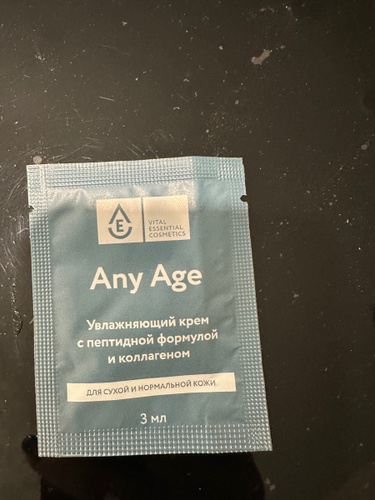 E
VITAL
ESSENTIAL
COSMETICS
Any Age
Увлажняющий крем
с пептидной формулой
и коллагеном
ДЛЯ СУХОЙ И НОРМАЛЬНОЙ КОЖИ
3 мл